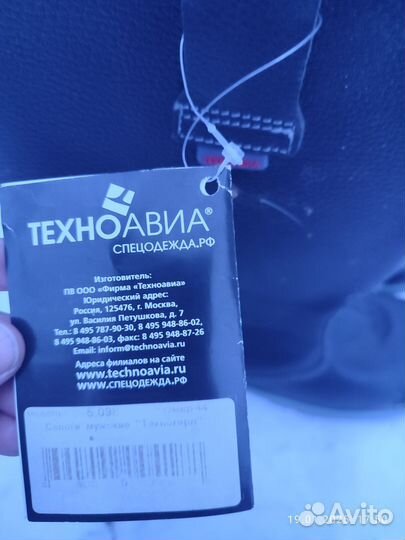 ТЕХНОАВИА®
СПЕЦОДЕЖДА.РФ
Изготовитель:
ПВ ООО «Фирма «Техноавиа»
Юридический адрес:
Россия, 125476, г. Москва,
ул. Василия Петушкова, д. 7
Тел.: 8 495 787-90-30, 8 495 948-86-02,
8 495 948-86-03, факс: 8 495 948-87-26
Email: inform@technoavia.ru
Адреса филиалов на сайте
www.technoavia.ru
www.СПЕЦОДЕЖДА.РФ
Сапоги мужские
Avito